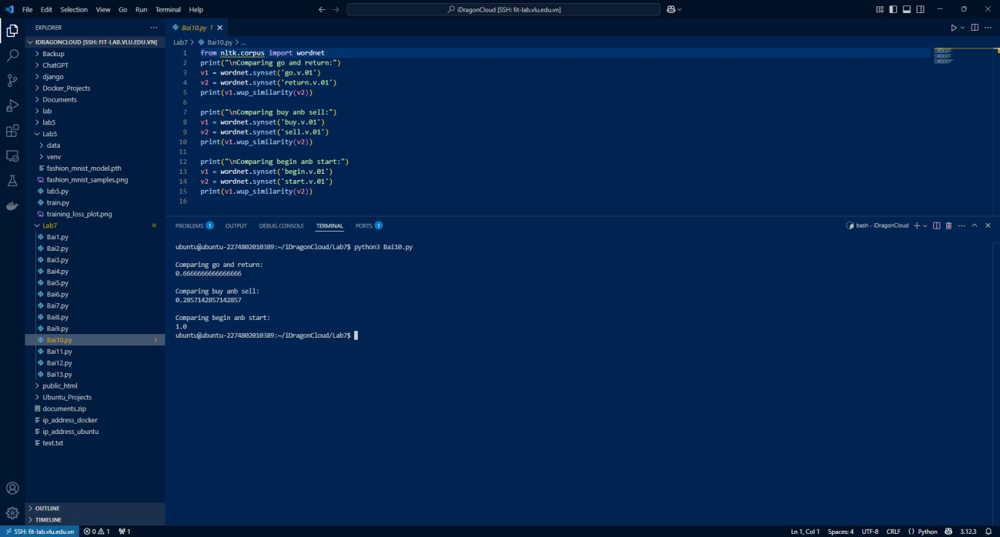 File Edit Selection View Go Run Terminal Help
iDragonCloud [SSH: fit-lab.vlu.edu.vn]
EXPLORER
IDRAGONCLOUD [SSH: FIT-LAB.VLU.EDU.VN]
Backup
ChatGPT
django
Docker_Projects
Documents
lab
lab5
Lab5
data
venv
fashion_mnist_model.pth
fashion_mnist_samples.png
lab5.py
train.py
training_loss_plot.png
Lab7
Bai1.py
Bai2.py
Bai3.py
Bai4.py
Bai5.py
Bai6.py
Bai7.py
Bai8.py
Bai9.py
Bai10.py 1
Bai11.py
Bai12.py
Bai13.py
public_html
Ubuntu_Projects
documents.zip
ip_address_docker
ip_address_ubuntu
text.txt
OUTLINE
TIMELINE
Bai10.py 1
Lab7 > Bai10.py > ...
1 from nltk.corpus import wordnet
2 print("\nComparing go and return:")
3 v1 = wordnet.synset('go.v.01')
4 v2 = wordnet.synset('return.v.01')
5 print(v1.wup_similarity(v2))
6
7 print("\nComparing buy anb sell:")
8 v1 = wordnet.synset('buy.v.01')
9 v2 = wordnet.synset('sell.v.01')
10 print(v1.wup_similarity(v2))
11
12 print("\nComparing begin anb start:")
13 v1 = wordnet.synset('begin.v.01')
14 v2 = wordnet.synset('start.v.01')
15 print(v1.wup_similarity(v2))
16
PROBLEMS 1 OUTPUT DEBUG CONSOLE TERMINAL PORTS 1
bash - iDragonCloud
ubuntu@ubuntu-2274802010389:~/iDragonCloud/Lab7$ python3 Bai10.py
Comparing go and return:
0.6666666666666666
Comparing buy anb sell:
0.2857142857142857
Comparing begin anb start:
1.0
ubuntu@ubuntu-2274802010389:~/iDragonCloud/Lab7$
SSH: fit-lab.vlu.edu.vn 0 1 1
Ln 1, Col 1 Spaces: 4 UTF-8 CRLF {} Python 3.12.3